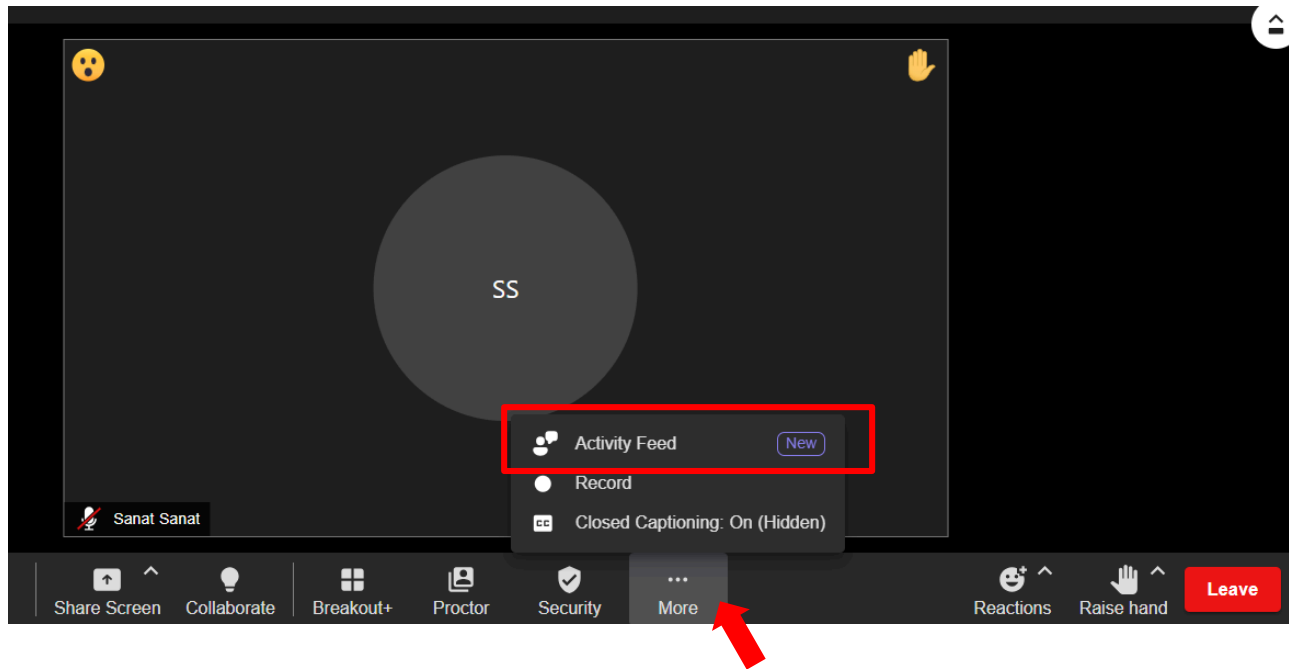 SS
Activity Feed New
Record
CC Closed Captioning: On (Hidden)
Sanat Sanat
Share Screen Collaborate Breakout+ Proctor Security More Reactions Raise hand Leave